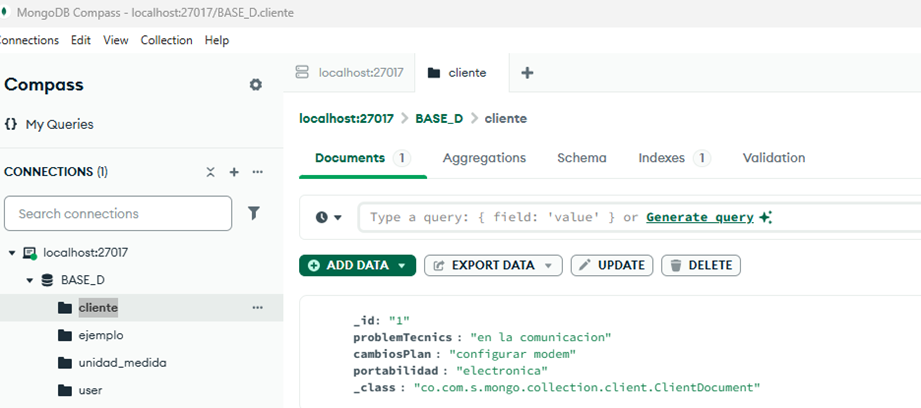 MongoDB Compass - localhost:27017/BASE_D.cliente
Connections Edit View Collection Help
Compass
{} My Queries
CONNECTIONS (1)
Search connections
localhost:27017
BASE_D
cliente
ejemplo
unidad_medida
user
localhost:27017 cliente
localhost:27017 > BASE_D > cliente
Documents 1 Aggregations Schema Indexes 1 Validation
Type a query: { field: 'value' } or Generate query
ADD DATA EXPORT DATA UPDATE DELETE
_id: "1"
problemTecnics : "en la comunicacion"
cambiosPlan : "configurar modem"
portabilidad : "electronica"
_class : "co.com.s.mongo.collection.client.ClientDocument"